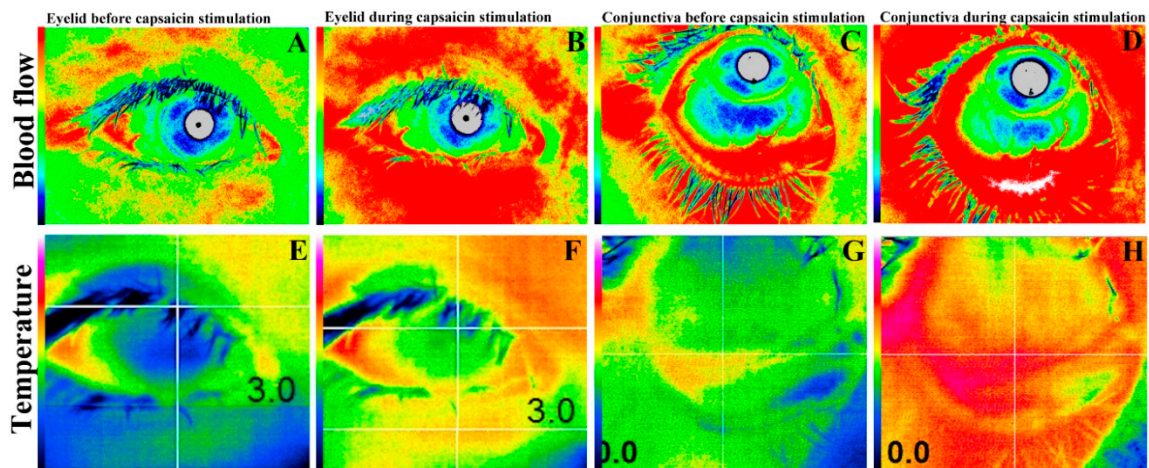 Eyelid before capsaicin stimulation
Eyelid during capsaicin stimulation
Conjunctiva before capsaicin stimulation
Conjunctiva during capsaicin stimulation
Blood flow
A
B
C
D
Temperature
E
F
G
H
3.0
3.0
0.0
0.0